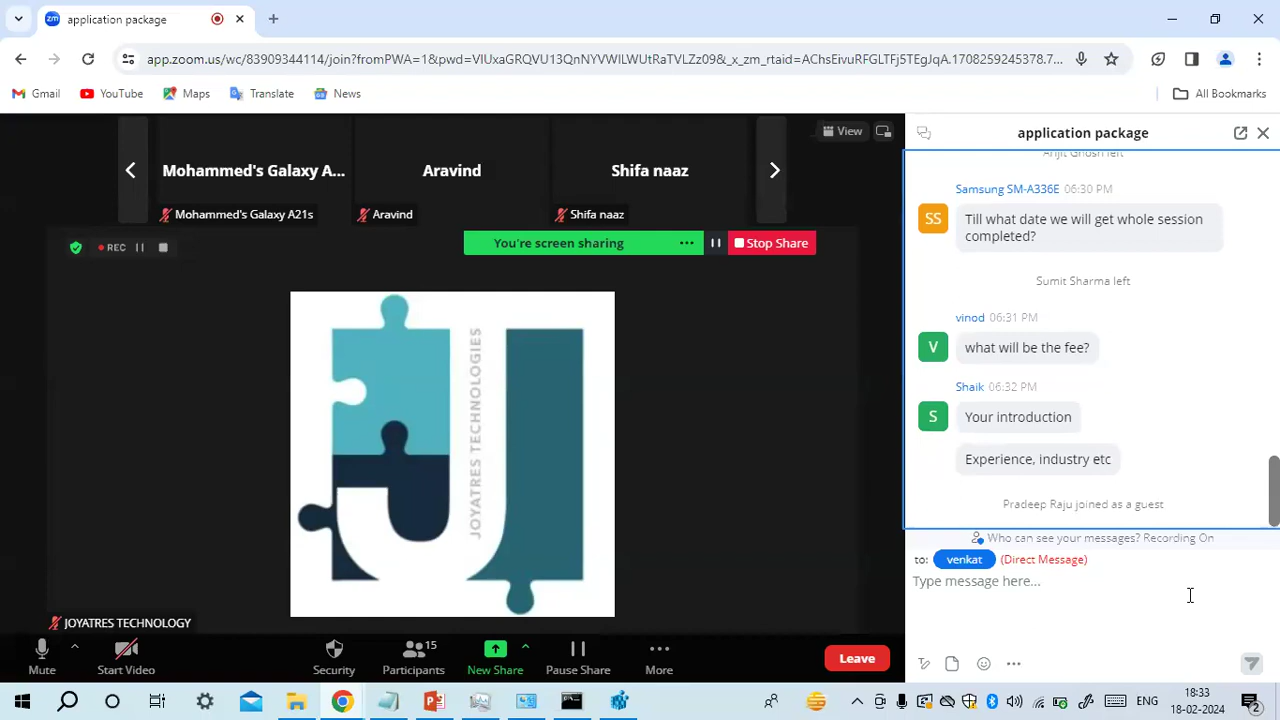 application package
app.zoom.us/wc/83909344114/join?fromPWA=1&pwd=VIUxaGRQVU13QnNYVWlLWUtRaTVLZz09&_x_zm_rtaid=AChsEivuRFGLTFj5TEgJqA.1708259245378.7...
Gmail
YouTube
Maps
Translate
News
All Bookmarks
Mohammed's Galaxy A...
Aravind
Shifa naaz
View
Mohammed's Galaxy A21s
Aravind
Shifa naaz
REC
You're screen sharing
Stop Share
JOYATRES TECHNOLOGIES
JOYATRES TECHNOLOGY
Mute
Start Video
Security
15
Participants
New Share
Pause Share
More
Leave
application package
Arijit Ghosh left
Samsung SM-A336E 06:30 PM
SS
Till what date we will get whole session
completed?
Sumit Sharma left
vinod 06:31 PM
V
what will be the fee?
Shaik 06:32 PM
S
Your introduction
Experience, industry etc
Pradeep Raju joined as a guest
Who can see your messages? Recording On
to: venkat (Direct Message)
Type message here...
ENG
18:33
18-02-2024
2